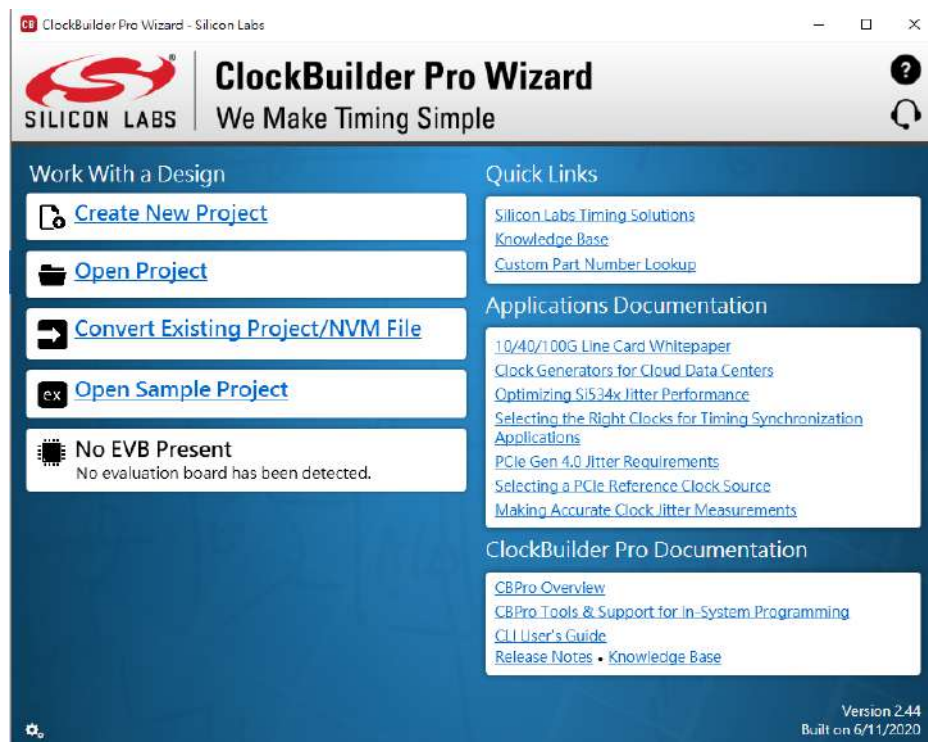 CB ClockBuilder Pro Wizard - Silicon Labs
SILICON LABS
ClockBuilder Pro Wizard
We Make Timing Simple
Work With a Design
Create New Project
Open Project
Convert Existing Project/NVM File
ex Open Sample Project
No EVB Present
No evaluation board has been detected.
Quick Links
Silicon Labs Timing Solutions
Knowledge Base
Custom Part Number Lookup
Applications Documentation
10/40/100G Line Card Whitepaper
Clock Generators for Cloud Data Centers
Optimizing Si534x Jitter Performance
Selecting the Right Clocks for Timing Synchronization
Applications
PCIe Gen 4.0 Jitter Requirements
Selecting a PCIe Reference Clock Source
Making Accurate Clock Jitter Measurements
ClockBuilder Pro Documentation
CBPro Overview
CBPro Tools & Support for In-System Programming
CLI User's Guide
Release Notes • Knowledge Base
Version 2.44
Built on 6/11/2020